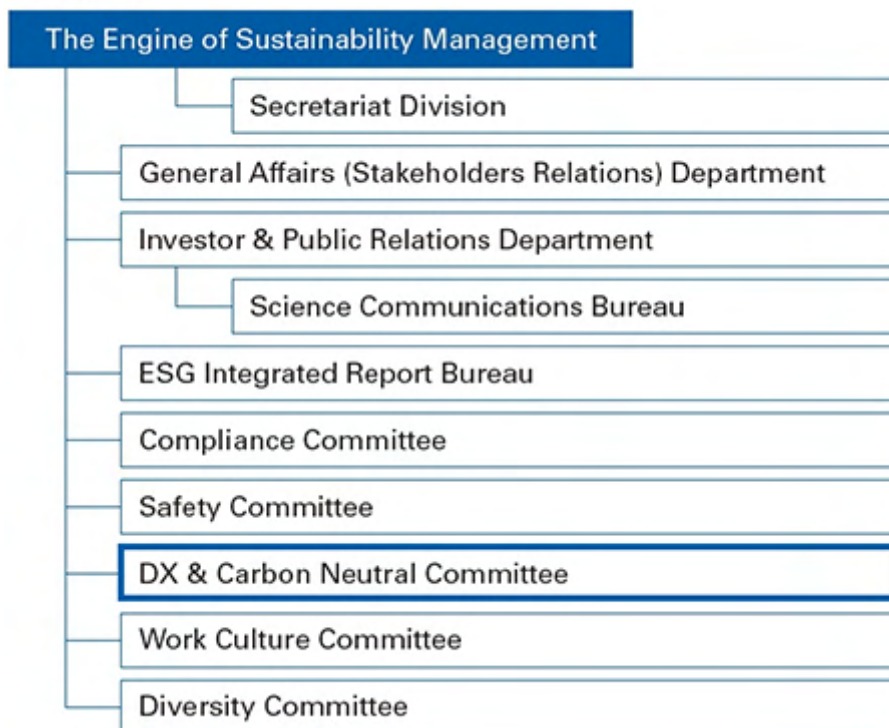 The Engine of Sustainability Management
Secretariat Division
General Affairs (Stakeholders Relations) Department
Investor & Public Relations Department
Science Communications Bureau
ESG Integrated Report Bureau
Compliance Committee
Safety Committee
DX & Carbon Neutral Committee
Work Culture Committee
Diversity Committee